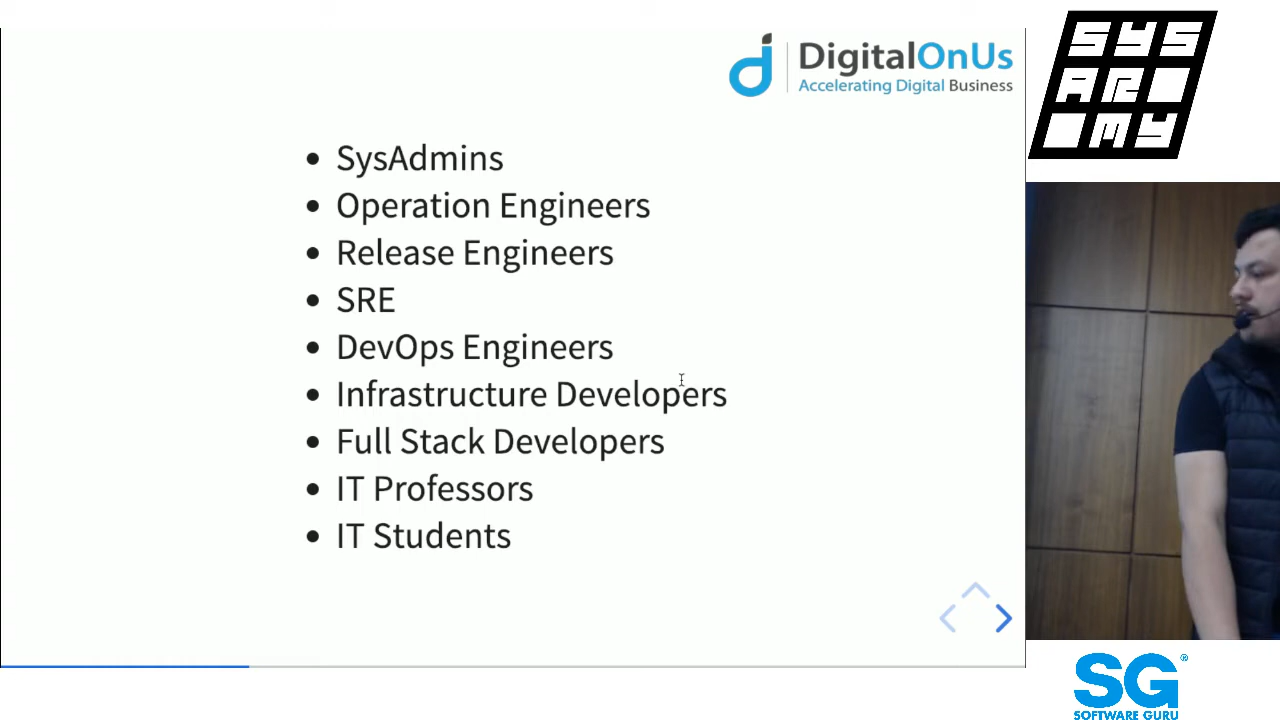 DigitalOnUs
Accelerating Digital Business
SYS
AR
MY
• SysAdmins
• Operation Engineers
• Release Engineers
• SRE
• DevOps Engineers
• Infrastructure Developers
• Full Stack Developers
• IT Professors
• IT Students
SG®
SOFTWARE GURU